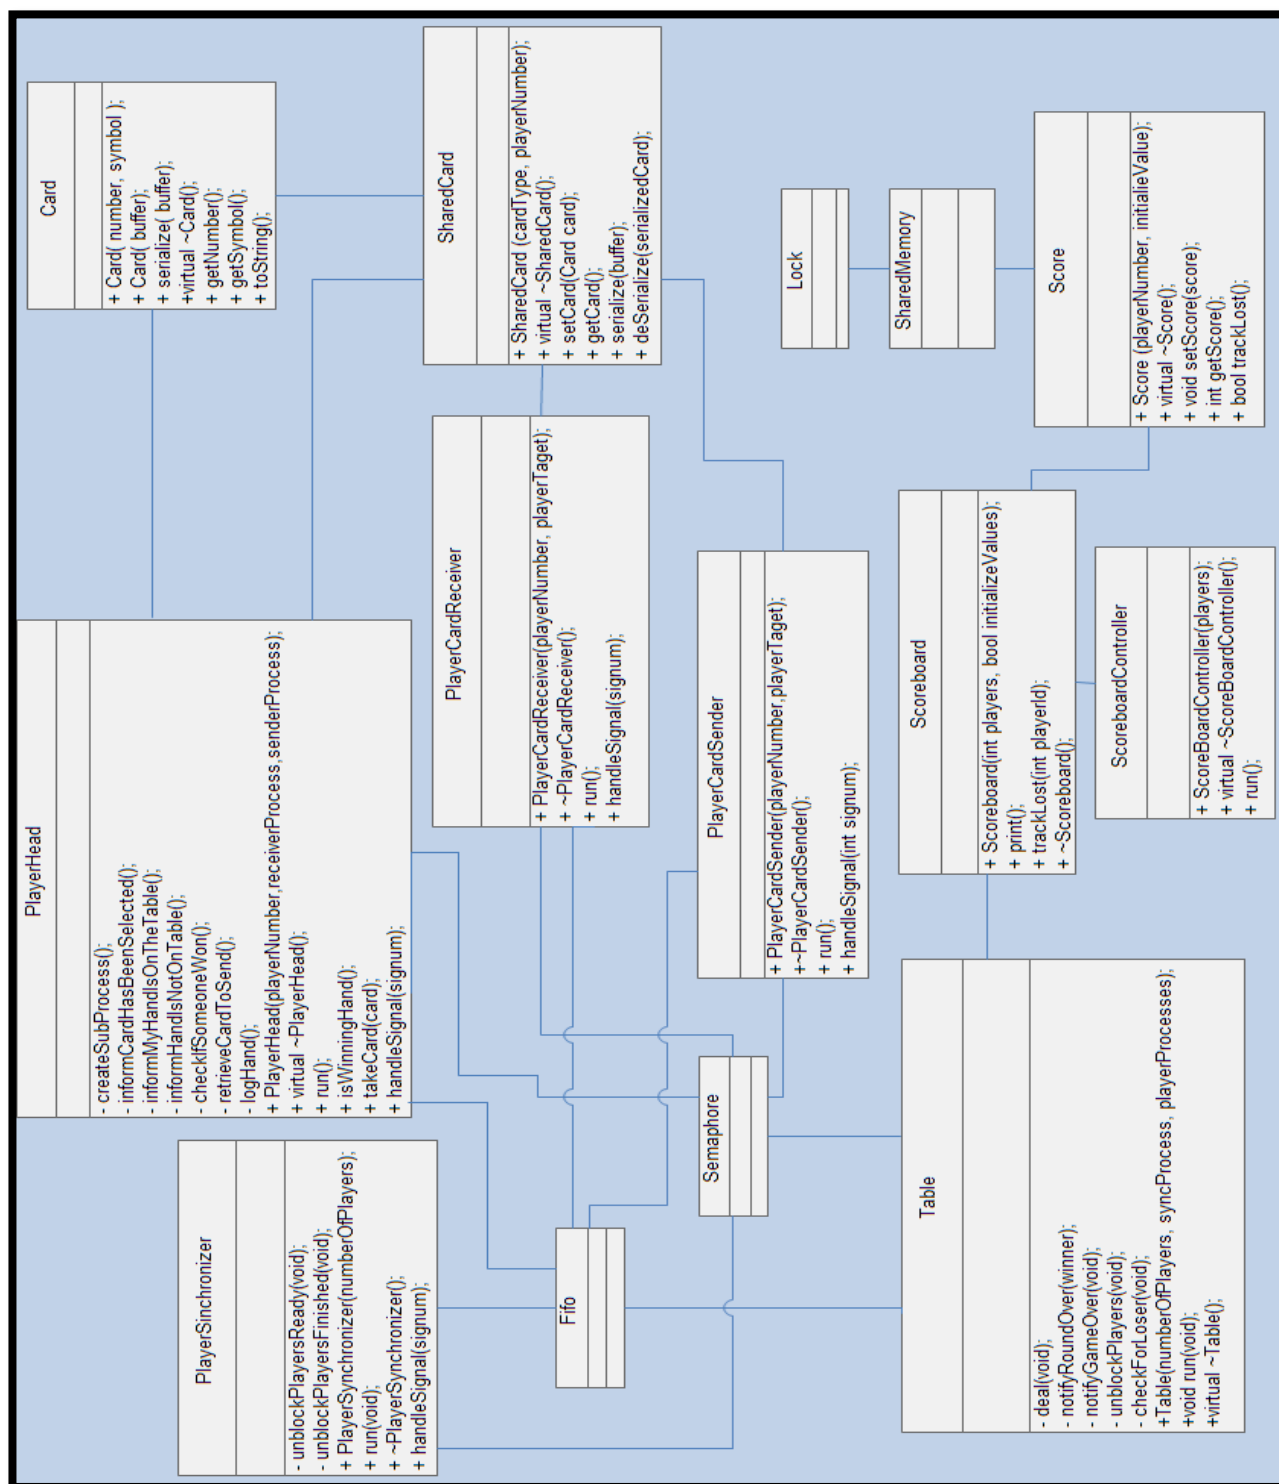 PlayerSinchronizer
- unblockPlayersReady(void);
- unblockPlayersFinished(void);
+ PlayerSynchronizer(numberOfPlayers);
+ run(void);
+ ~PlayerSynchronizer();
+ handleSignal(signum);
PlayerHead
- createSubProcess();
- informCardHasBeenSelected();
- informMyHandIsOnTheTable();
- informHandIsNotOnTable();
- checkIfSomeoneWon();
- retrieveCardToSend();
- logHand();
+ PlayerHead(playerNumber,receiverProcess,senderProcess);
+ virtual ~PlayerHead();
+ run();
+ isWinningHand();
+ takeCard(card);
+ handleSignal(signum);
Card
+ Card( number, symbol );
+ Card( buffer);
+ serialize( buffer);
+virtual ~Card();
+ getNumber();
+ getSymbol();
+ toString();
SharedCard
+ SharedCard (cardType, playerNumber);
+ virtual ~SharedCard();
+ setCard(Card card);
+ getCard();
+ serialize(buffer);
+ deSerialize(serializedCard);
PlayerCardReceiver
+ PlayerCardReceiver(playerNumber, playerTaget);
+ ~PlayerCardReceiver();
+ run();
+ handleSignal(signum);
Fifo
Semaphore
PlayerCardSender
+ PlayerCardSender(playerNumber,playerTaget);
+~PlayerCardSender();
+ run();
+ handleSignal(int signum);
Lock
SharedMemory
Score
+ Score (playerNumber, initialieValue);
+ virtual ~Score();
+ void setScore(score);
+ int getScore();
+ bool trackLost();
Table
- deal(void);
- notifyRoundOver(winner);
- notifyGameOver(void);
- unblockPlayers(void);
- checkForLoser(void);
+Table(numberOfPlayers, syncProcess, playerProcesses);
+void run(void);
+virtual ~Table();
Scoreboard
+ Scoreboard(int players, bool initializeValues);
+ print();
+ trackLost(int playerId);
+ ~Scoreboard();
ScoreboardController
+ ScoreBoardController(players);
+ virtual ~ScoreBoardController();
+ run();